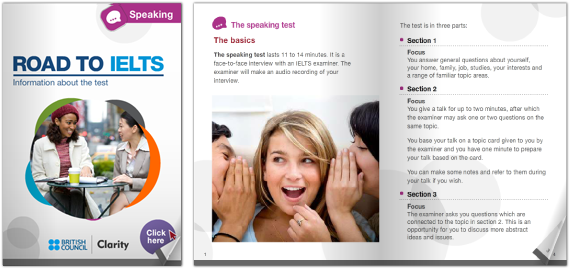 Speaking
ROAD TO IELTS
Information about the test
BRITISH
COUNCIL
Clarity
Click
here
The speaking test
The basics
The speaking test lasts 11 to 14 minutes. It is a
face-to-face interview with an IELTS examiner. The
examiner will make an audio recording of your
interview.
1
The test is in three parts:
Section 1
Focus
You answer general questions about yourself,
your home, family, job, studies, your interests and
a range of familiar topic areas.
Section 2
Focus
You give a talk for up to two minutes, after which
the examiner may ask one or two questions on the
same topic.
You base your talk on a topic card given to you by
the examiner and you have one minute to prepare
your talk based on the card.
You can make some notes and refer to them during
your talk if you wish.
Section 3
Focus
The examiner asks you questions which are
connected to the topic in section 2. This is an
opportunity for you to discuss more abstract
ideas and issues.